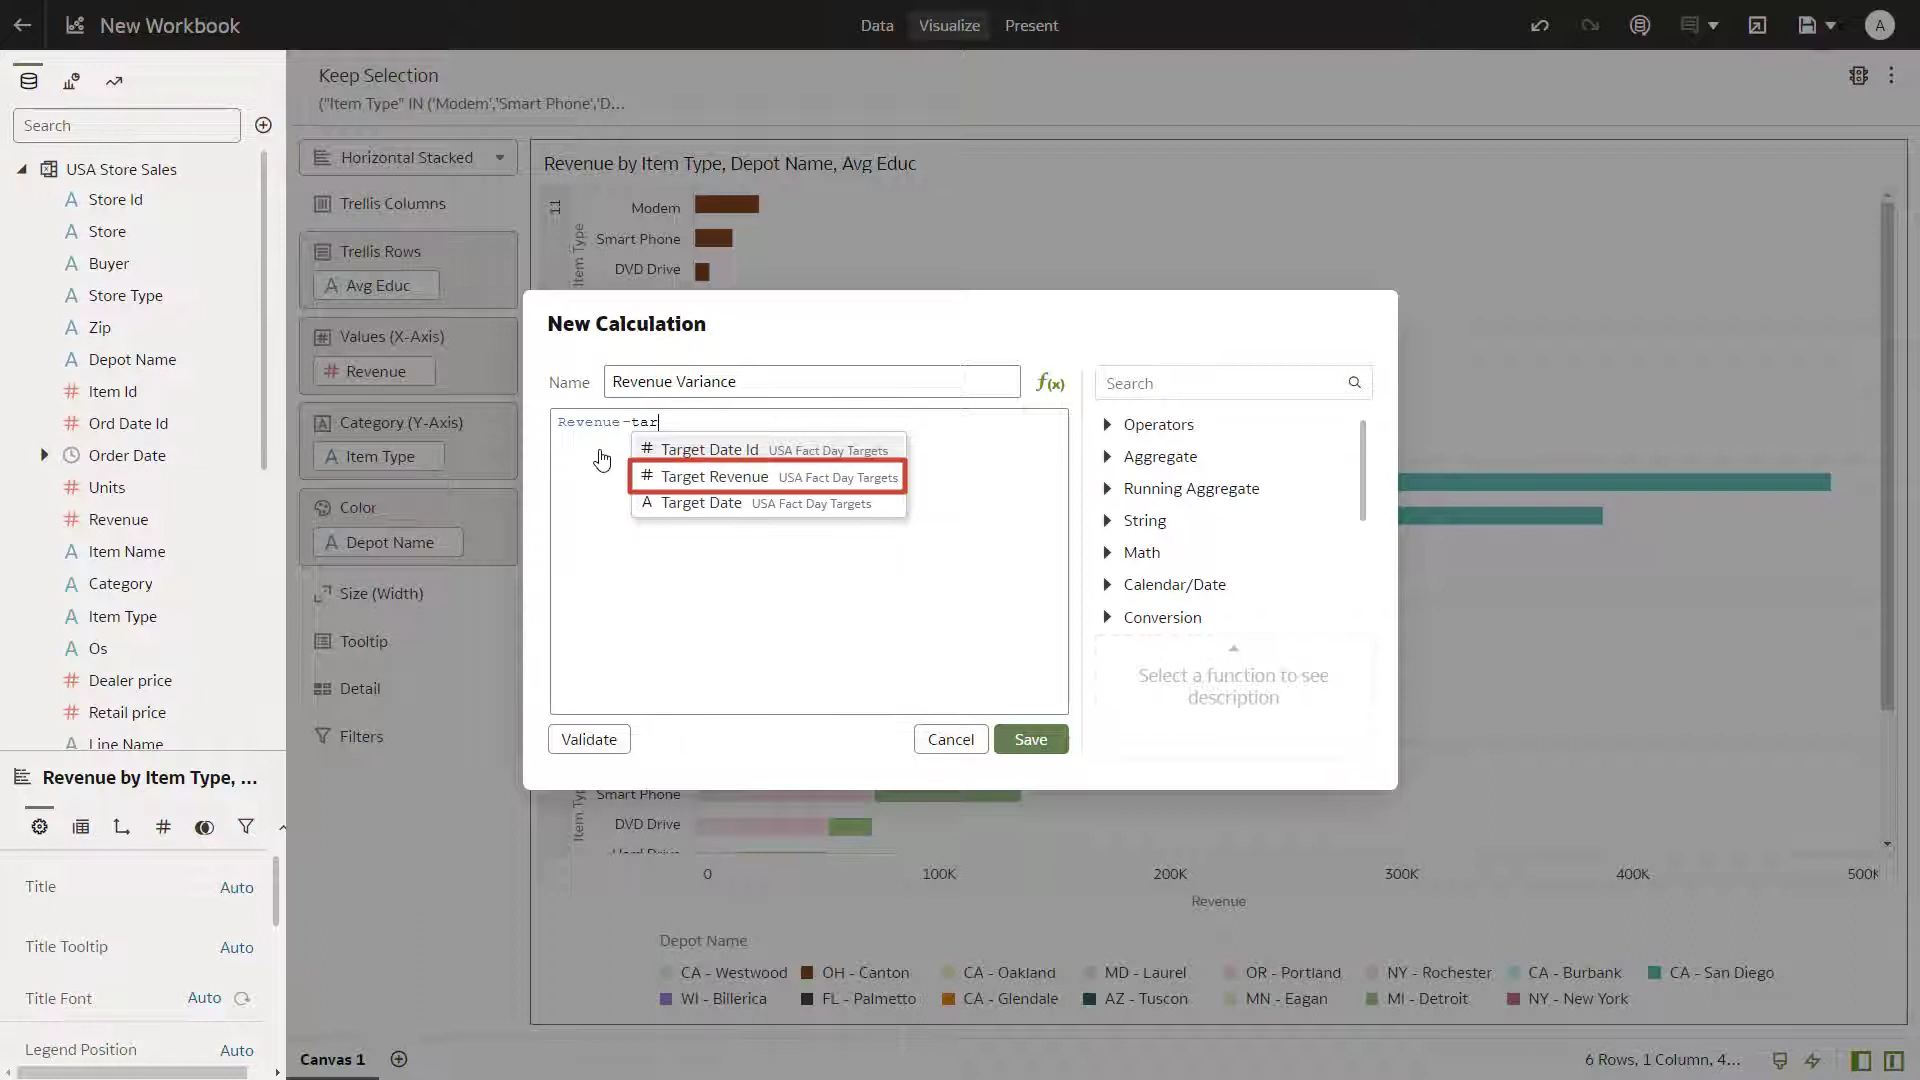 New Workbook
Data
Visualize
Present
A
Search
USA Store Sales
A Store Id
A Store
A Buyer
A Store Type
A Zip
A Depot Name
# Item Id
# Ord Date Id
Order Date
# Units
# Revenue
A Item Name
A Category
A Item Type
A Os
# Dealer price
# Retail price
A Line Name
Revenue by Item Type, ...
#
Title
Auto
Title Tooltip
Auto
Title Font
Auto
Legend Position
Auto
Keep Selection
("Item Type" IN ('Modem','Smart Phone','D...
Horizontal Stacked
Trellis Columns
Trellis Rows
A Avg Educ
Values (X-Axis)
# Revenue
Category (Y-Axis)
A Item Type
Color
A Depot Name
Size (Width)
Tooltip
Detail
Filters
Revenue by Item Type, Depot Name, Avg Educ
11
Item Type
Modem
Smart Phone
DVD Drive
New Calculation
Name
Revenue Variance
f(x)
Revenue-tar
# Target Date Id USA Fact Day Targets
# Target Revenue USA Fact Day Targets
A Target Date USA Fact Day Targets
Search
Operators
Aggregate
Running Aggregate
String
Math
Calendar/Date
Conversion
Select a function to see
description
Validate
Cancel
Save
Item Type
Smart Phone
DVD Drive
Hard Drive
0
100K
200K
300K
400K
500K
Revenue
Depot Name
CA - Westwood
OH - Canton
CA - Oakland
MD - Laurel
OR - Portland
NY - Rochester
CA - Burbank
CA - San Diego
WI - Billerica
FL - Palmetto
CA - Glendale
AZ - Tuscon
MN - Eagan
MI - Detroit
NY - New York
Canvas 1
6 Rows, 1 Column, 4...